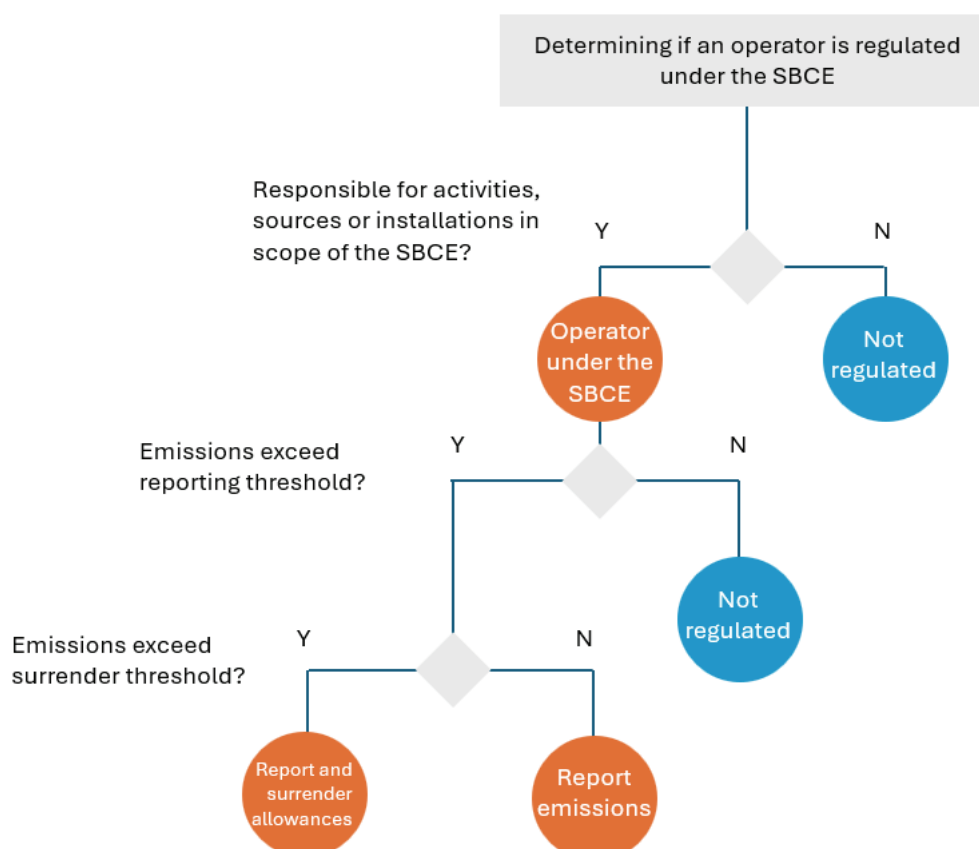 Determining if an operator is regulated
under the SBCE
Responsible for activities,
sources or installations in
scope of the SBCE?
Y
N
Operator
under the
SBCE
Not
regulated
Emissions exceed
reporting threshold?
Y
N
Not
regulated
Emissions exceed
surrender threshold?
Y
N
Report and
surrender
allowances
Report
emissions